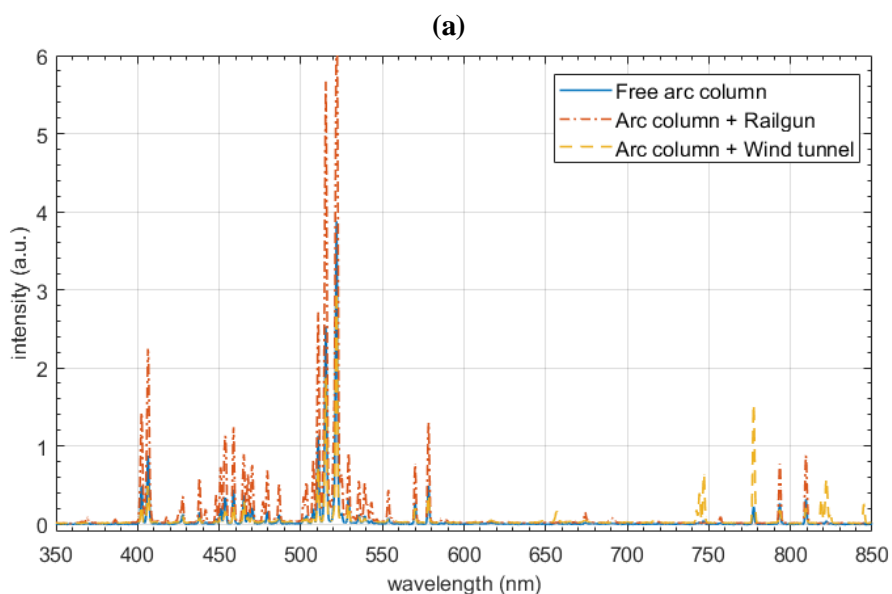 (a)
6
5
4
3
2
1
0
intensity (a.u.)
Free arc column
Arc column + Railgun
Arc column + Wind tunnel
350 400 450 500 550 600 650 700 750 800 850
wavelength (nm)